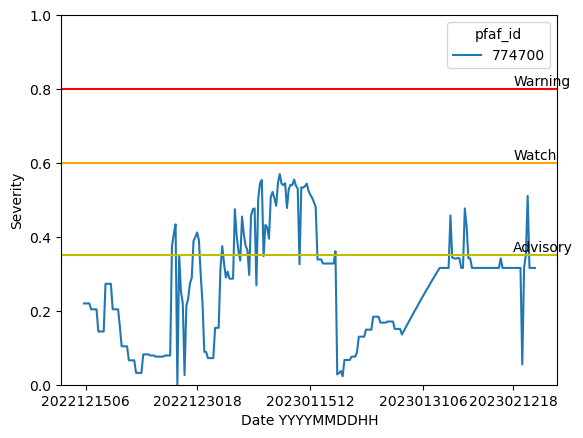 pfaf_id
774700
Warning
Watch
Advisory
Severity
1.0
0.8
0.6
0.4
0.2
0.0
2022121506 2022123018 2023011512 2023013106 2023021218
Date YYYYMMDDHH